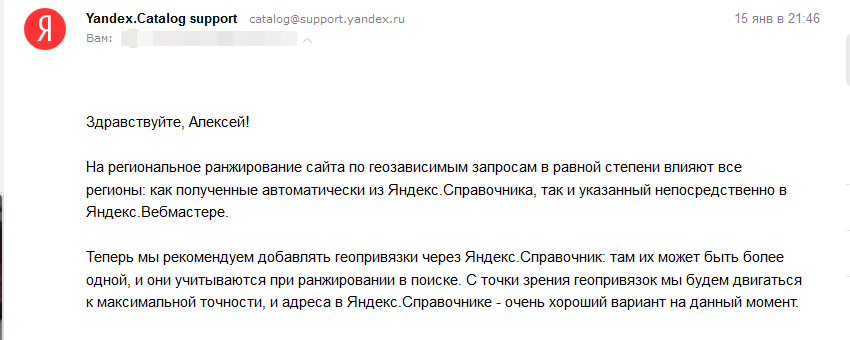 Я
Yandex.Catalog support catalog@support.yandex.ru 15 янв в 21:46
Вам:
Здравствуйте, Алексей!
На региональное ранжирование сайта по геозависимым запросам в равной степени влияют все
регионы: как полученные автоматически из Яндекс.Справочника, так и указанный непосредственно в
Яндекс.Вебмастере.
Теперь мы рекомендуем добавлять геопривязки через Яндекс.Справочник: там их может быть более
одной, и они учитываются при ранжировании в поиске. С точки зрения геопривязок мы будем двигаться
к максимальной точности, и адреса в Яндекс.Справочнике - очень хороший вариант на данный момент.